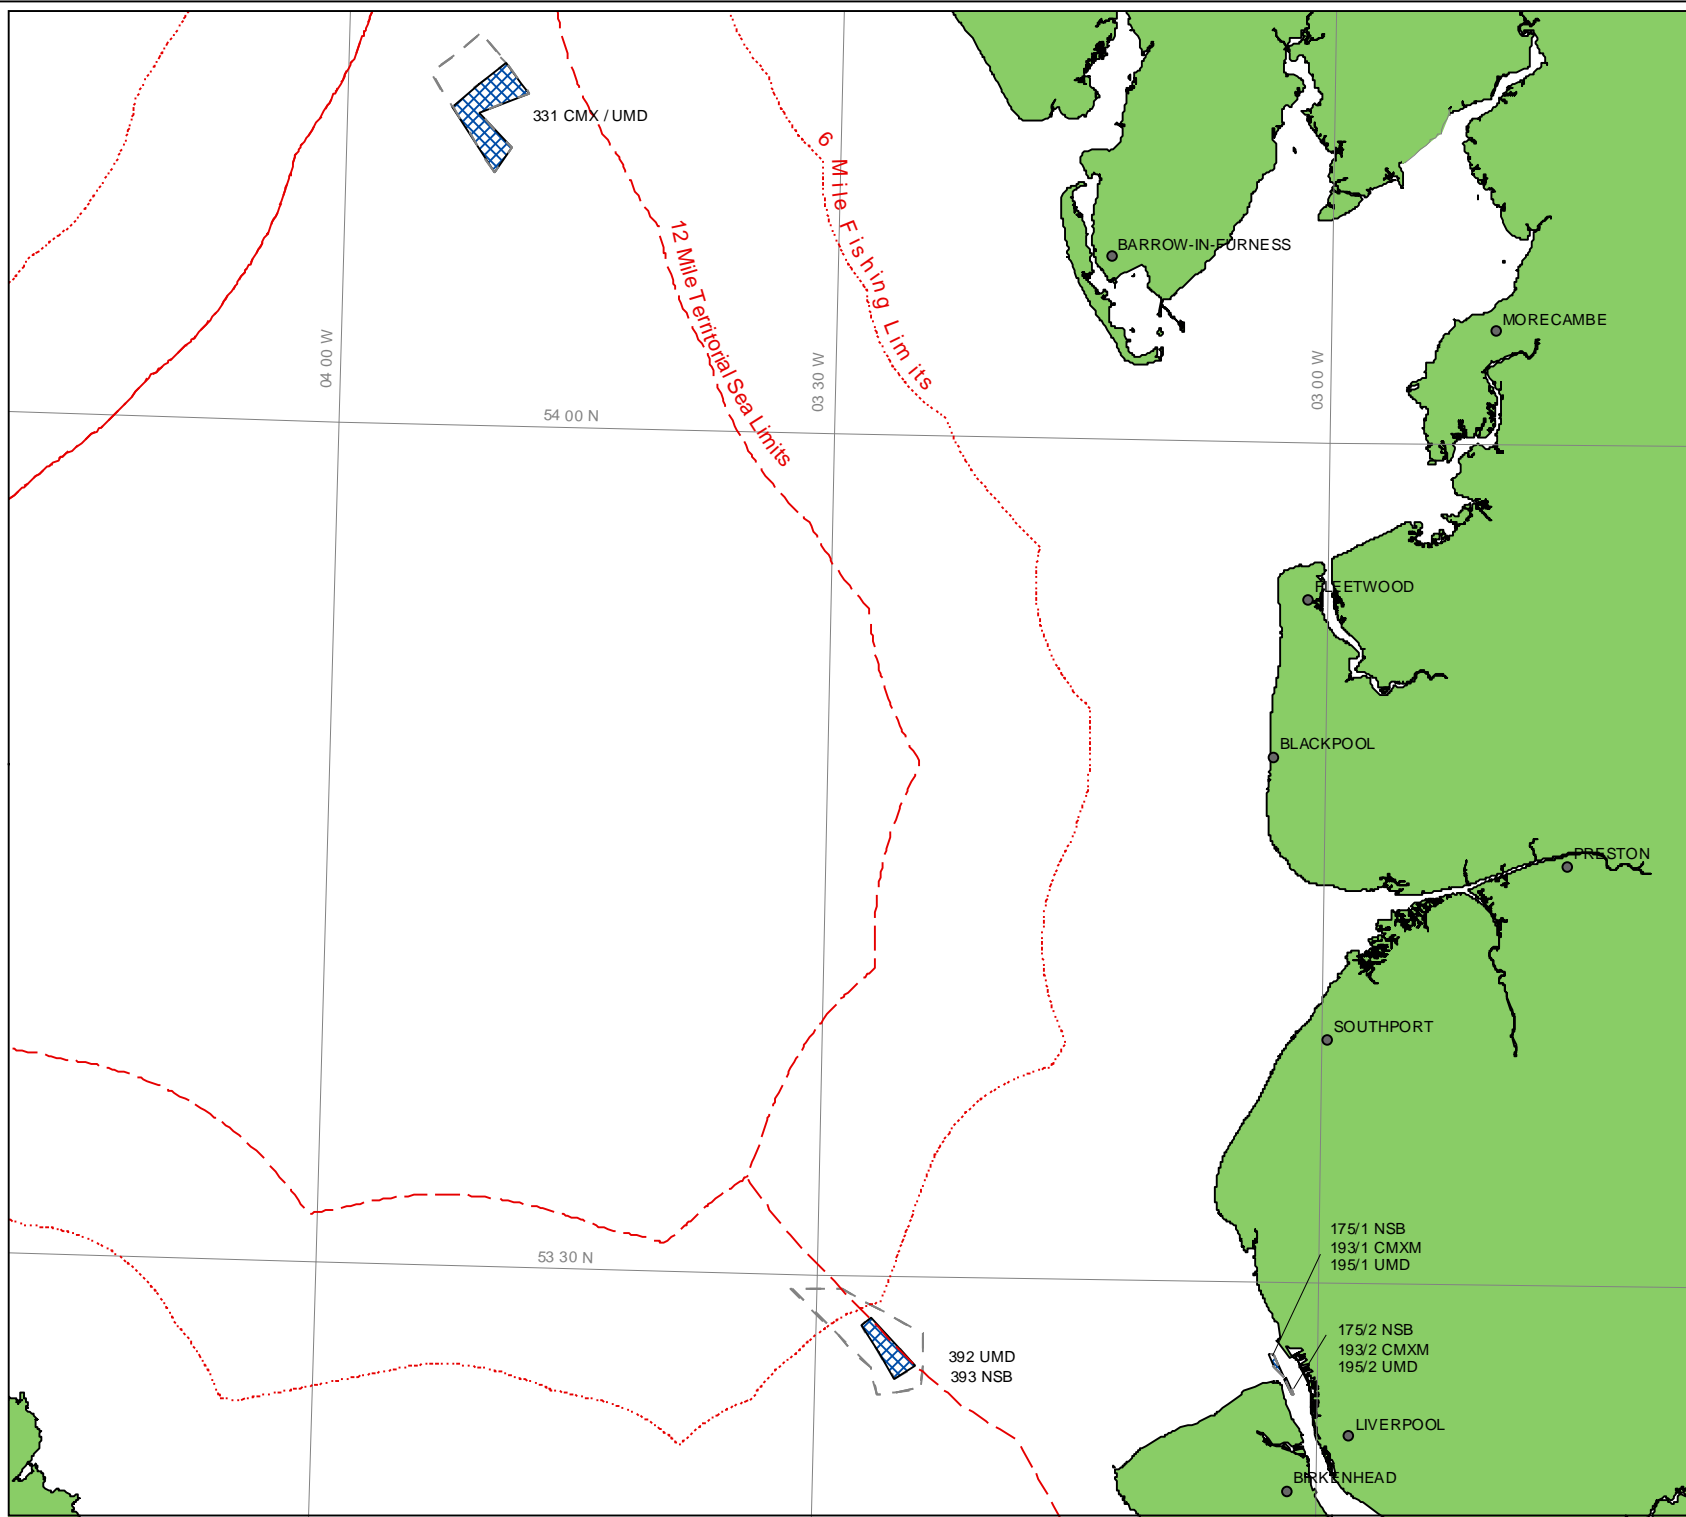 331 CMX / UMD
6 Mile Fishing Limits
12 Mile Territorial Sea Limits
BARROW-IN-FURNESS
MORECAMBE
04 00 W
03 30 W
03 00 W
54 00 N
FLEETWOOD
BLACKPOOL
PRESTON
SOUTHPORT
53 30 N
175/1 NSB
193/1 CMXM
195/1 UMD
175/2 NSB
193/2 CMXM
195/2 UMD
392 UMD
393 NSB
LIVERPOOL
BIRKENHEAD